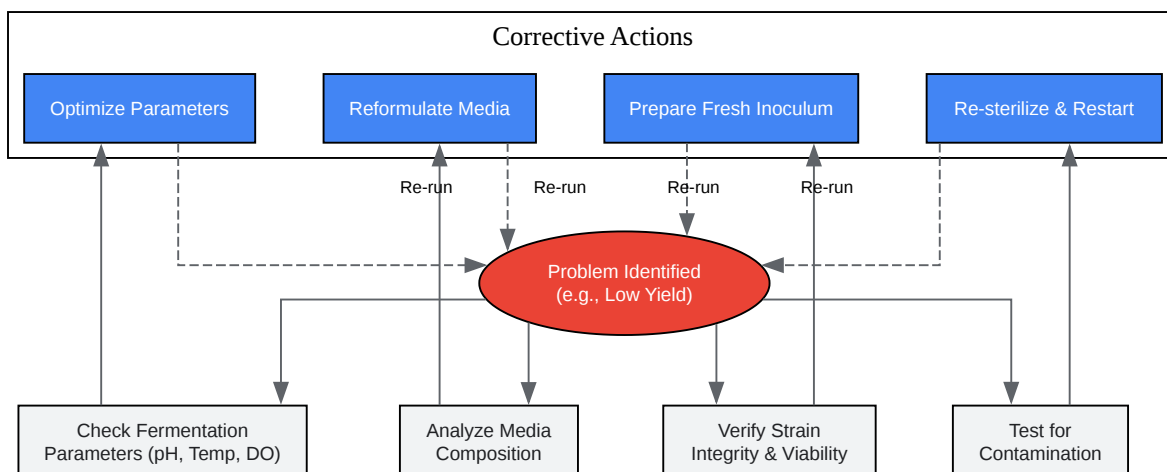 Corrective Actions
Optimize Parameters
Reformulate Media
Prepare Fresh Inoculum
Re-sterilize & Restart
Re-run
Re-run
Re-run
Re-run
Problem Identified
(e.g., Low Yield)
Check Fermentation
Parameters (pH, Temp, DO)
Analyze Media
Composition
Verify Strain
Integrity & Viability
Test for
Contamination